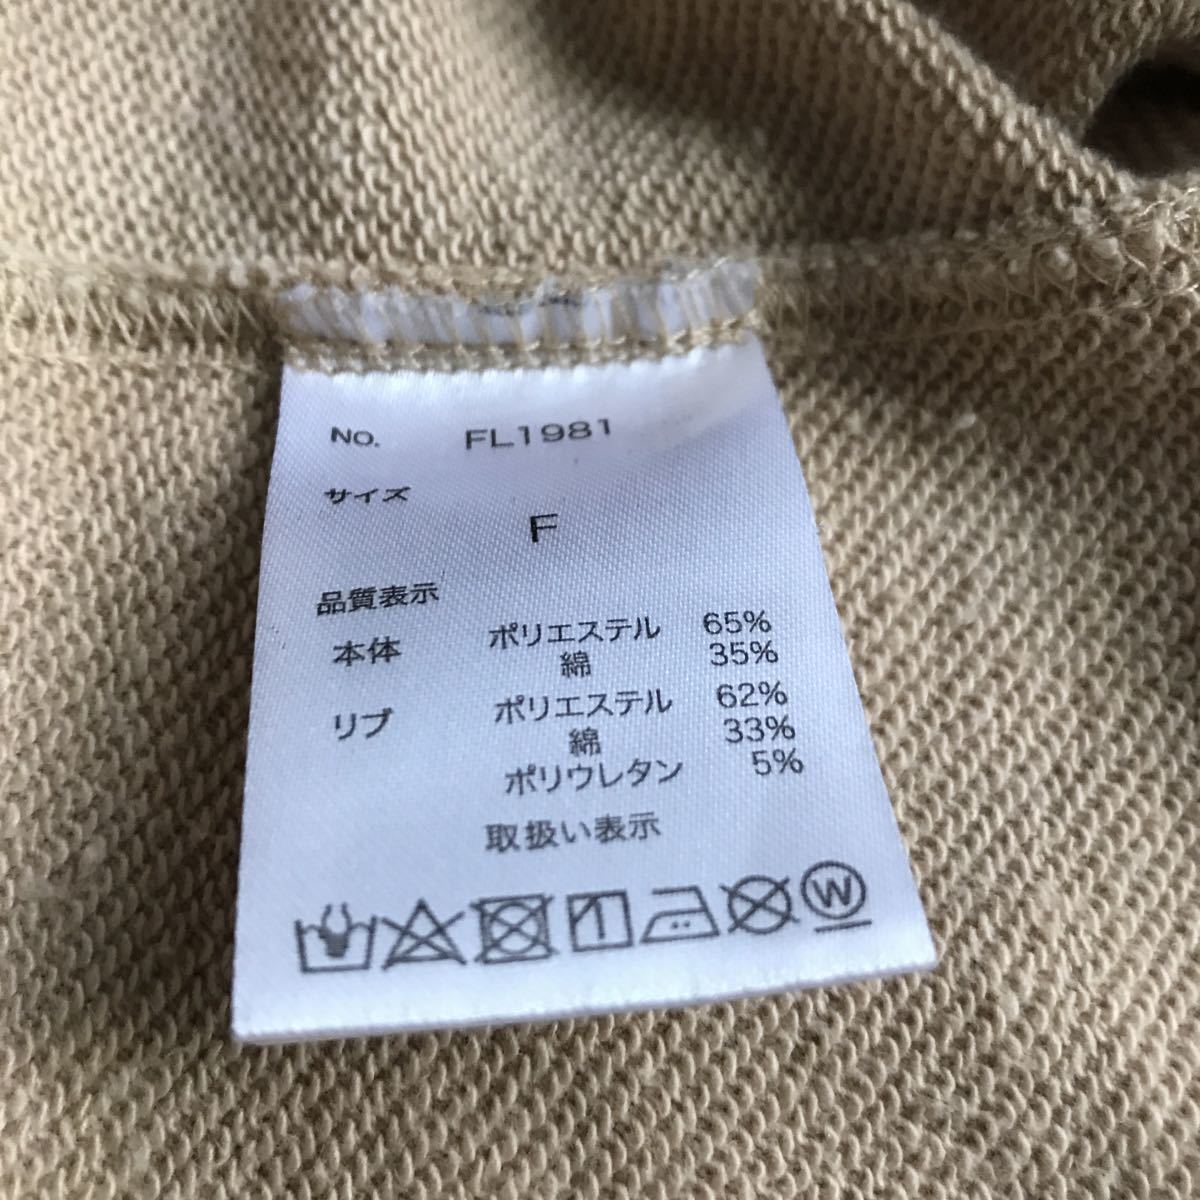 No. FL1981
サイズ
F
品質表示
本体 ポリエステル 65%
綿 35%
リブ ポリエステル 62%
綿 33%
ポリウレタン 5%
取扱い表示
W